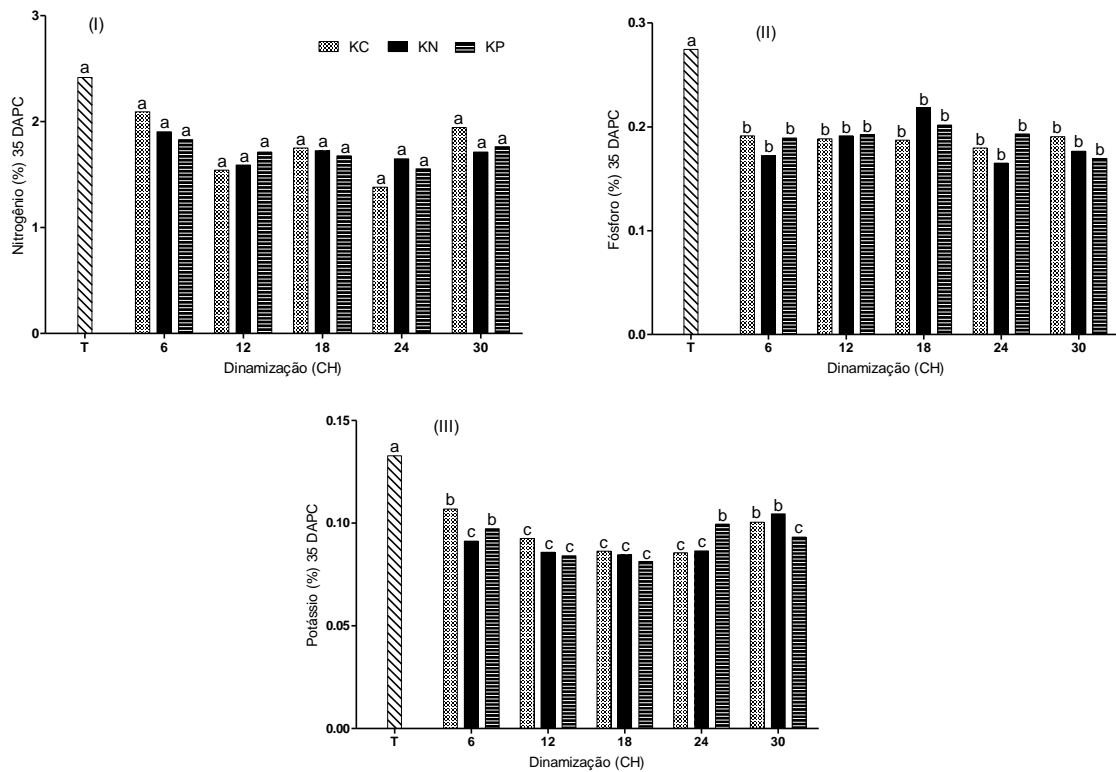 (I)
KC KN KP
Nitrogênio (%) 35 DAPC
3
2
1
0
a
a a a
a a a
a a a
a a a
a a a
T 6 12 18 24 30
Dinamização (CH)
(II)
Fósforo (%) 35 DAPC
0.3
0.2
0.1
0.0
a
b b b
b b b
b b b
b b b
b b b
T 6 12 18 24 30
Dinamização (CH)
(III)
Potássio (%) 35 DAPC
0.15
0.10
0.05
0.00
a
b c b
c c c
c c c
c c b
b b c
T 6 12 18 24 30
Dinamização (CH)